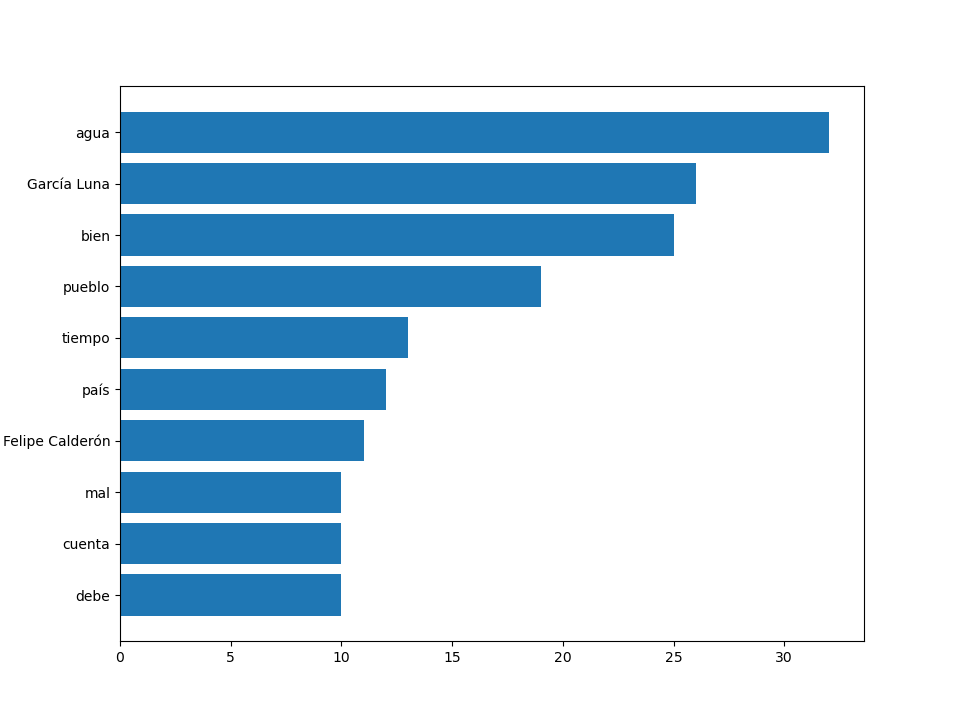 agua
García Luna
bien
pueblo
tiempo
país
Felipe Calderón
mal
cuenta
debe
0 5 10 15 20 25 30